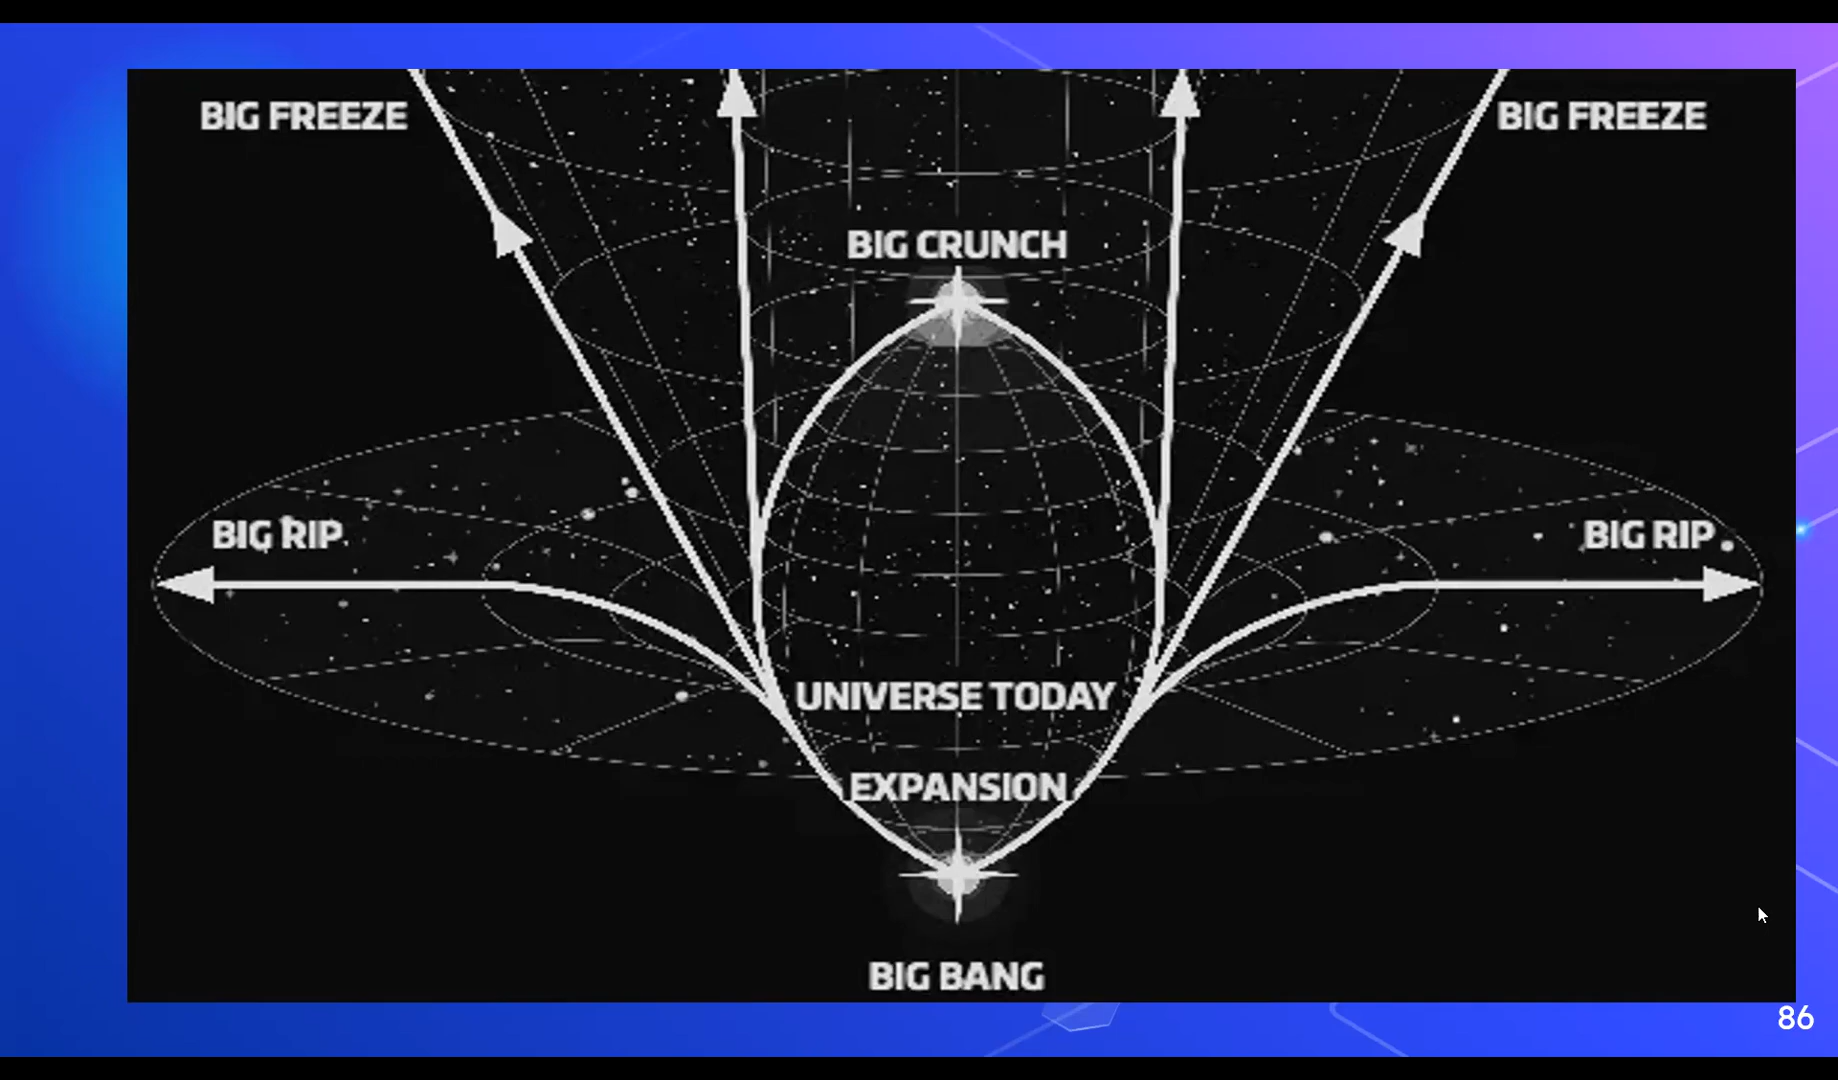 BIG FREEZE
BIG FREEZE
BIG CRUNCH
BIG RIP
BIG RIP
UNIVERSE TODAY
EXPANSION
BIG BANG
86